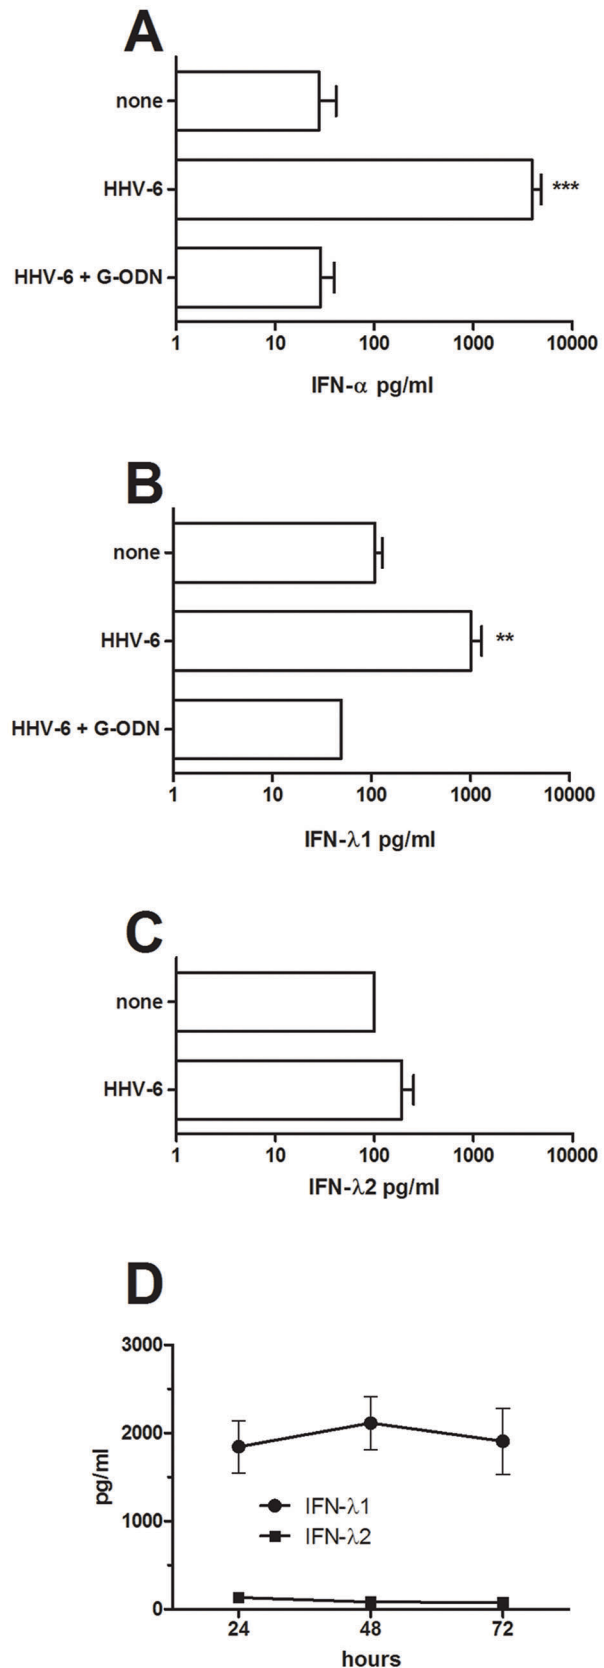 A
none
HHV-6
***
HHV-6 + G-ODN
1 10 100 1000 10000
IFN-α pg/ml
B
none
HHV-6
**
HHV-6 + G-ODN
1 10 100 1000 10000
IFN-λ1 pg/ml
C
none
HHV-6
1 10 100 1000 10000
IFN-λ2 pg/ml
D
3000
2000
1000
0
pg/ml
IFN-λ1
IFN-λ2
24 48 72
hours